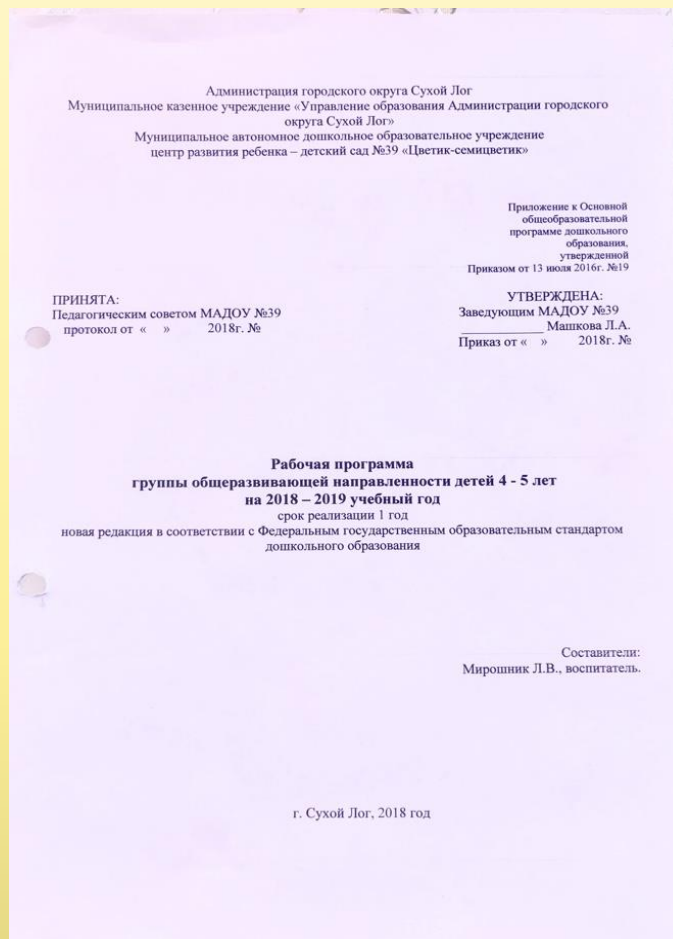 Администрация городского округа Сухой Лог
Муниципальное казенное учреждение «Управление образования Администрации городского
округа Сухой Лог»
Муниципальное автономное дошкольное образовательное учреждение
центр развития ребенка – детский сад №39 «Цветик-семицветик»
Приложение к Основной
общеобразовательной
программе дошкольного
образования,
утвержденной
Приказом от 13 июля 2016г. №19
ПРИНЯТА:
Педагогическим советом МАДОУ №39
протокол от « » 2018г. №
УТВЕРЖДЕНА:
Заведующим МАДОУ №39
____________ Машкова Л.А.
Приказ от « » 2018г. №
Рабочая программа
группы общеразвивающей направленности детей 4 - 5 лет
на 2018 – 2019 учебный год
срок реализации 1 год
новая редакция в соответствии с Федеральным государственным образовательным стандартом
дошкольного образования
Составители:
Мирошник Л.В., воспитатель.
г. Сухой Лог, 2018 год